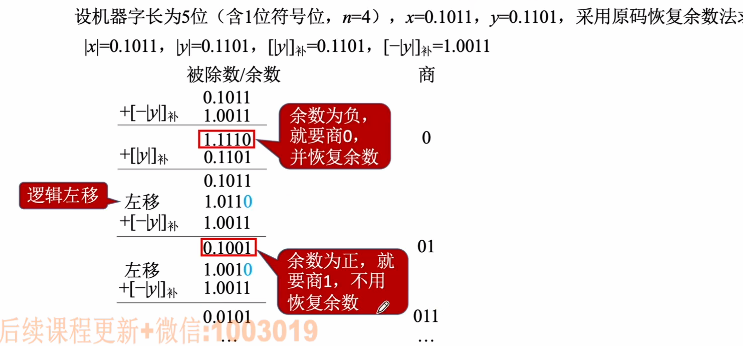 设机器字长为5位（含1位符号位，n=4），x=0.1011，y=0.1101，采用原码恢复余数法求
|x|=0.1011，|y|=0.1101，[|y|]补=0.1101，[−|y|]补=1.0011
被除数/余数 商
0.1011
+[−|y|]补 1.0011
1.1110 0
+[|y|]补 0.1101
余数为负，
就要商0，
并恢复余数
0.1011
逻辑左移
左移 1.0110
+[−|y|]补 1.0011
0.1001 01
左移 1.0010
+[−|y|]补 1.0011
余数为正，就
要商1，不用
恢复余数
0.0101 011
… …
后续课程更新+微信:1003019